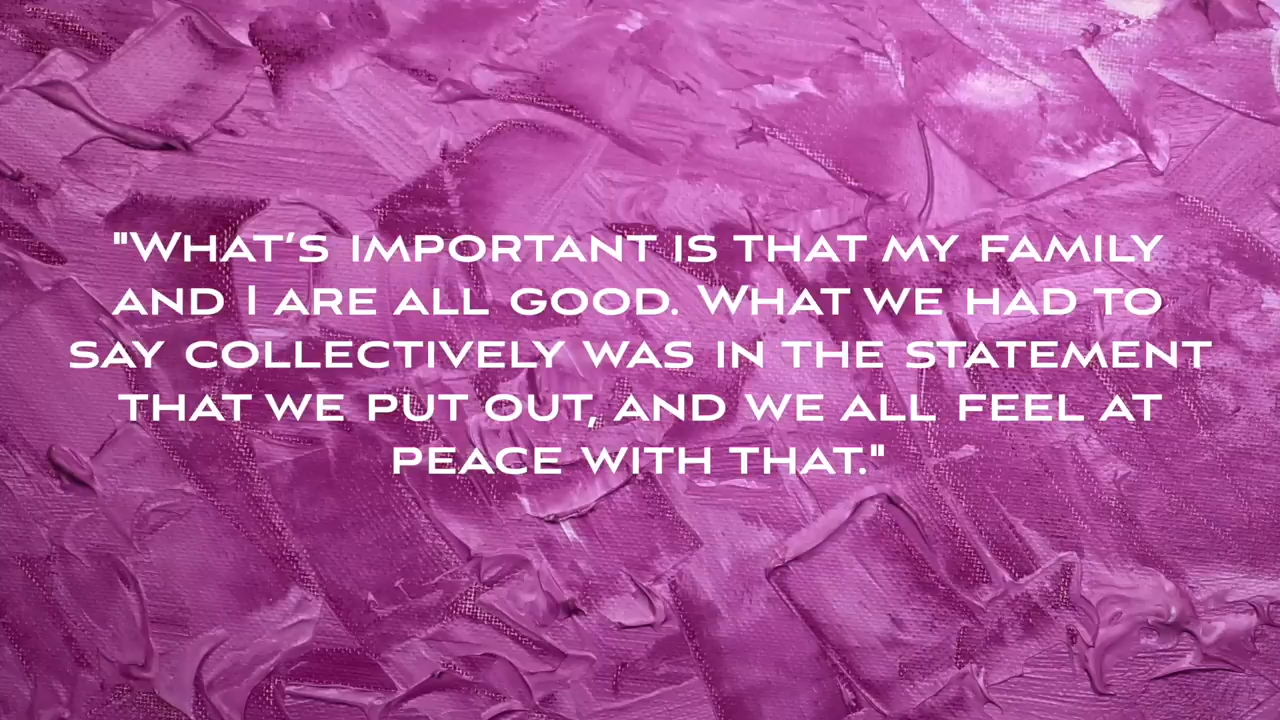 "What's important is that my family
and I are all good. What we had to
say collectively was in the statement
that we put out, and we all feel at
peace with that."